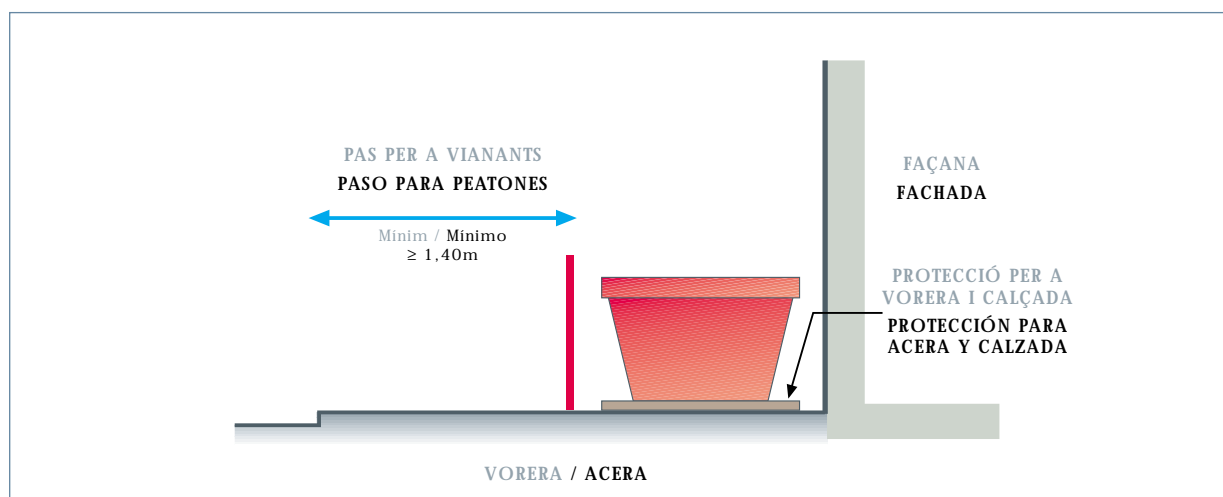 PAS PER A VIANANTS
PASO PARA PEATONES
Mínim / Mínimo
≥ 1,40m
FAÇANA
FACHADA
PROTECCIÓ PER A
VORERA I CALÇADA
PROTECCIÓN PARA
ACERA Y CALZADA
VORERA / ACERA